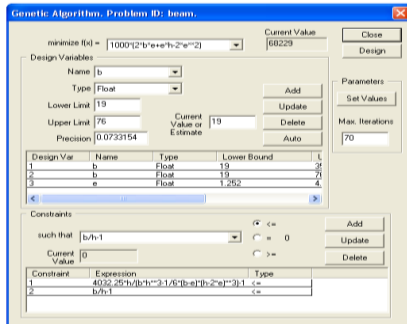 Genetic Algorithm. Problem ID: beam.
minimize f(x) = 1000*(2*b*e+e*h-2*e**2)
Current Value
68229
Close
Design
Design Variables
Name b
Type Float
Lower Limit 19
Upper Limit 76
Current Value or Estimate 19
Precision 0.0733154
Add
Update
Delete
Auto
Parameters
Set Values
Max. Iterations
70
Design Var Name Type Lower Bound U
1 b Float 19
2 b Float 19
3 e Float 1.252 4.
Constraints
such that b/h-1
<=
= 0
>=
Current Value 0
Add
Update
Delete
Constraint Expression Type
1 4032.25*h/(b*h**3-1/6*(b-e)*(h-2*e)**3)-1 <=
2 b/h-1 <=